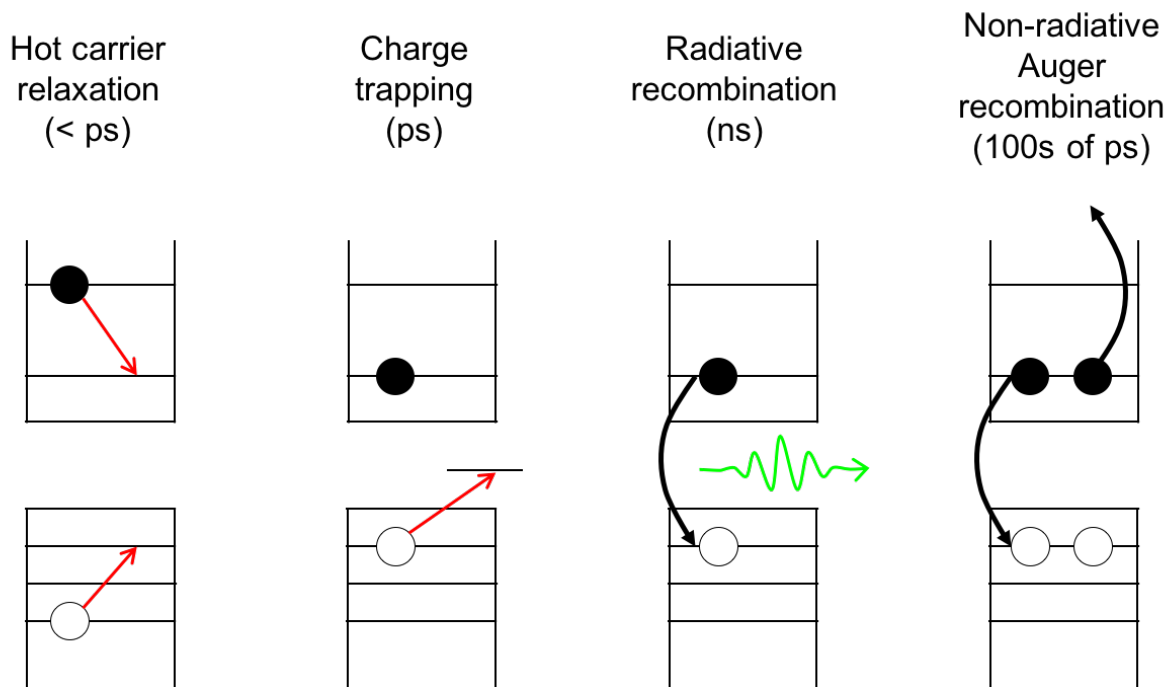 Hot carrier
relaxation
(< ps)
Charge
trapping
(ps)
Radiative
recombination
(ns)
Non-radiative
Auger
recombination
(100s of ps)